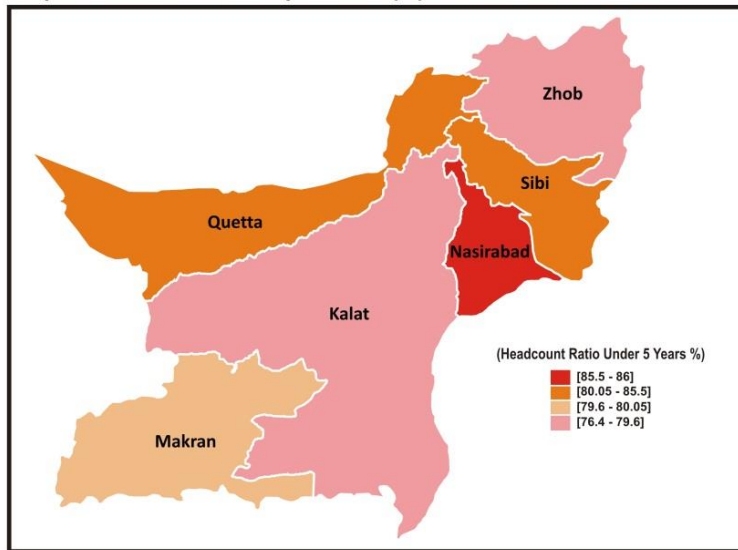 Zhob
Sibi
Quetta
Nasirabad
Kalat
Makran
(Headcount Ratio Under 5 Years %)
[85.5 - 86]
[80.05 - 85.5]
[79.6 - 80.05]
[76.4 - 79.6]